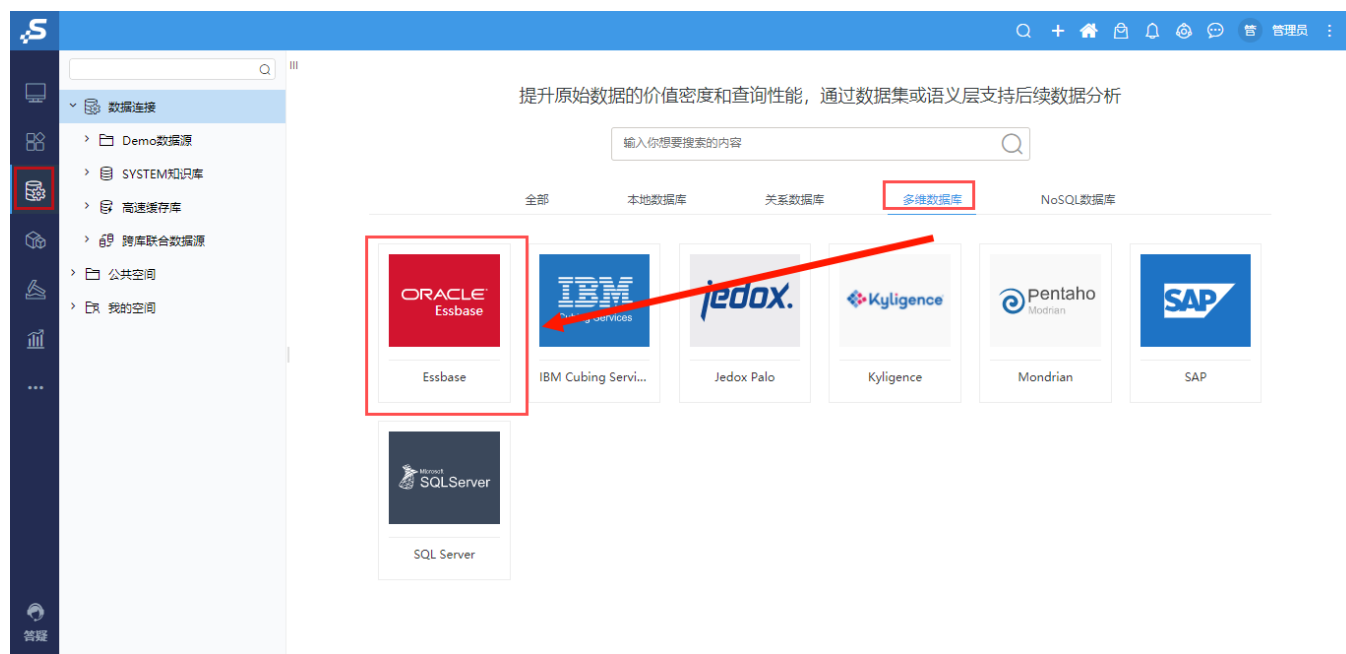 管 管理员
数据连接
Demo数据源
SYSTEM知识库
高速缓存库
跨库联合数据源
公共空间
我的空间
答疑
提升原始数据的价值密度和查询性能，通过数据集或语义层支持后续数据分析
输入你想要搜索的内容
全部 本地数据库 关系数据库 多维数据库 NoSQL数据库
ORACLE Essbase
IBM Cubing Services
jedox.
Kyligence
Pentaho Modrian
SAP
Essbase
IBM Cubing Servi...
Jedox Palo
Kyligence
Mondrian
SAP
Microsoft SQLServer
SQL Server